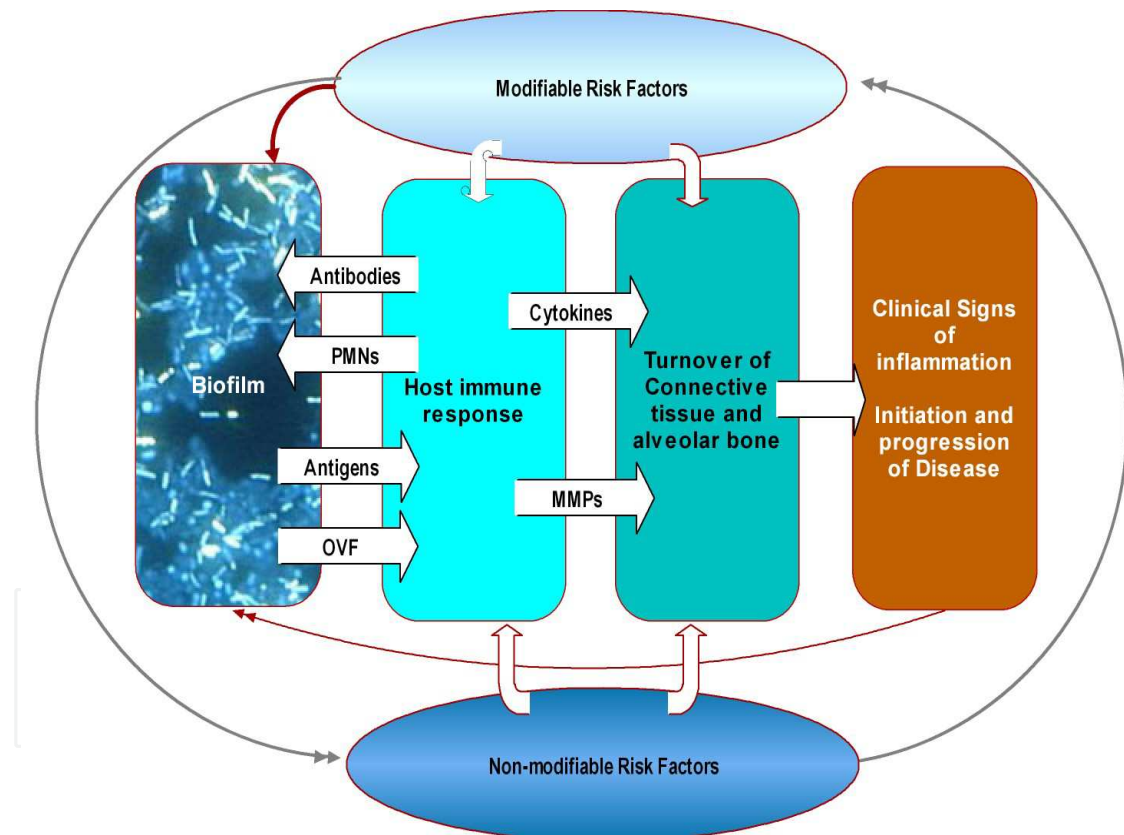 Modifiable Risk Factors
Antibodies
PMNs
Biofilm
Antigens
OVF
Host immune
response
Cytokines
MMPs
Turnover of
Connective
tissue and
alveolar bone
Clinical Signs
of
inflammation
Initiation and
progression
of Disease
Non-modifiable Risk Factors